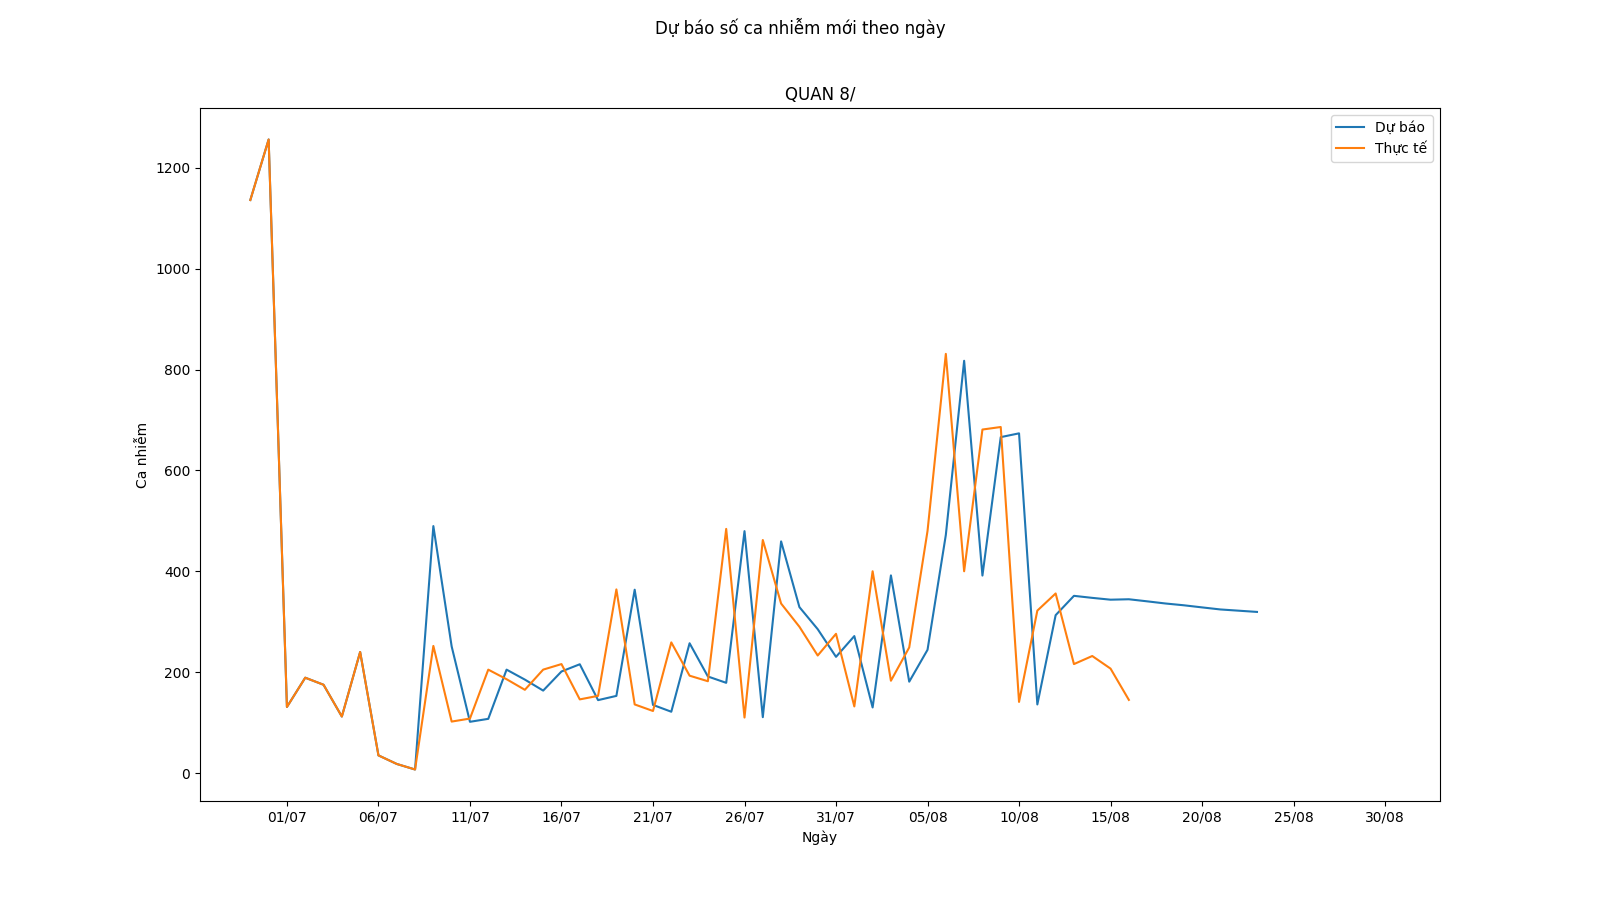 Dự báo số ca nhiễm mới theo ngày
QUAN 8/
Dự báo
Thực tế
1200
1000
800
600
400
200
0
Ca nhiễm
01/07 06/07 11/07 16/07 21/07 26/07 31/07 05/08 10/08 15/08 20/08 25/08 30/08
Ngày